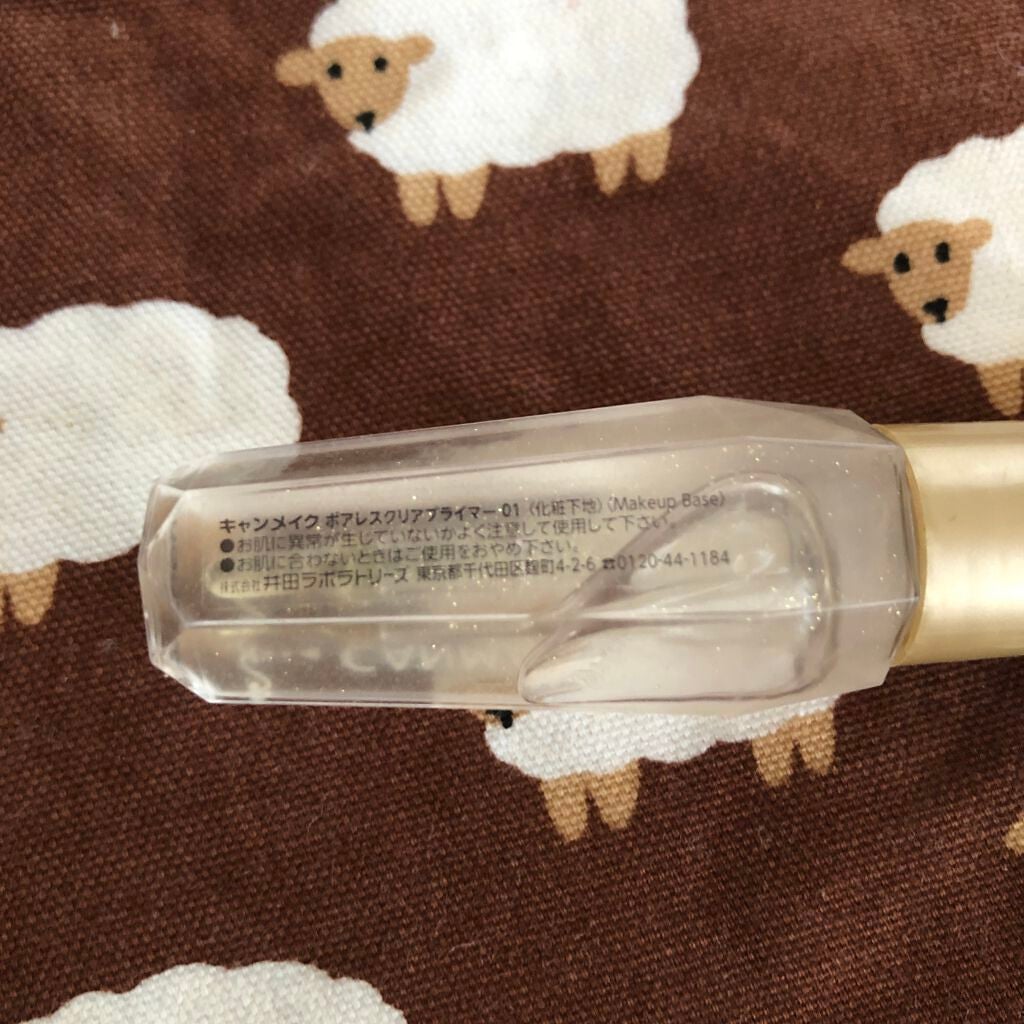 キャンメイク ポアレスクリアプライマー 01 〈化粧下地〉〈Makeup Base〉
●お肌に異常が生じていないかよく注意して使用して下さい。
●お肌に合わないときはご使用をおやめ下さい。
株式会社 井田ラボラトリーズ 東京都千代田区麹町4-2-6 ☎0120-44-1184